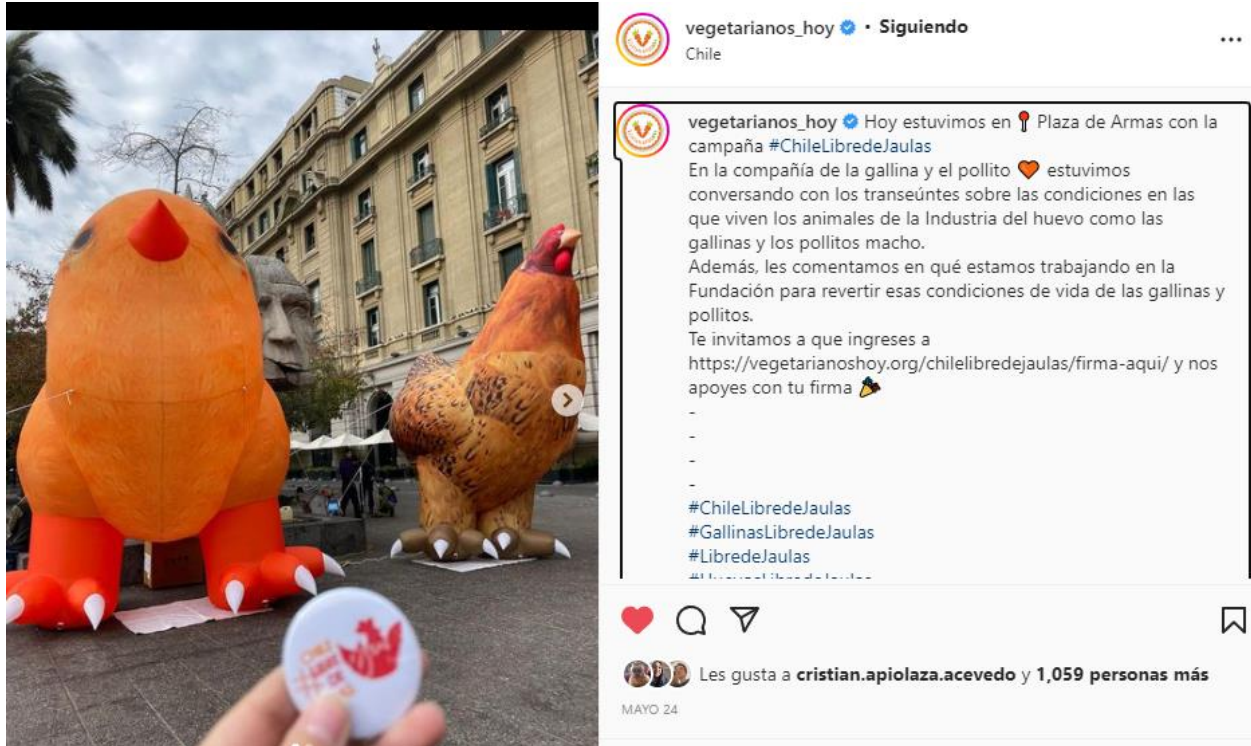 vegetarianos_hoy • Siguiendo
Chile
vegetarianos_hoy Hoy estuvimos en 📍 Plaza de Armas con la
campaña #ChileLibredeJaulas
En la compañía de la gallina y el pollito 🧡 estuvimos
conversando con los transeúntes sobre las condiciones en las
que viven los animales de la Industria del huevo como las
gallinas y los pollitos macho.
Además, les comentamos en qué estamos trabajando en la
Fundación para revertir esas condiciones de vida de las gallinas y
pollitos.
Te invitamos a que ingreses a
https://vegetarianoshoy.org/chilelibredejaulas/firma-aqui/ y nos
apoyes con tu firma
-
-
-
-
#ChileLibredeJaulas
#GallinasLibredeJaulas
#LibredeJaulas
Les gusta a cristian.apiolaza.acevedo y 1,059 personas más
MAYO 24
CHILE
LIBRE
DE